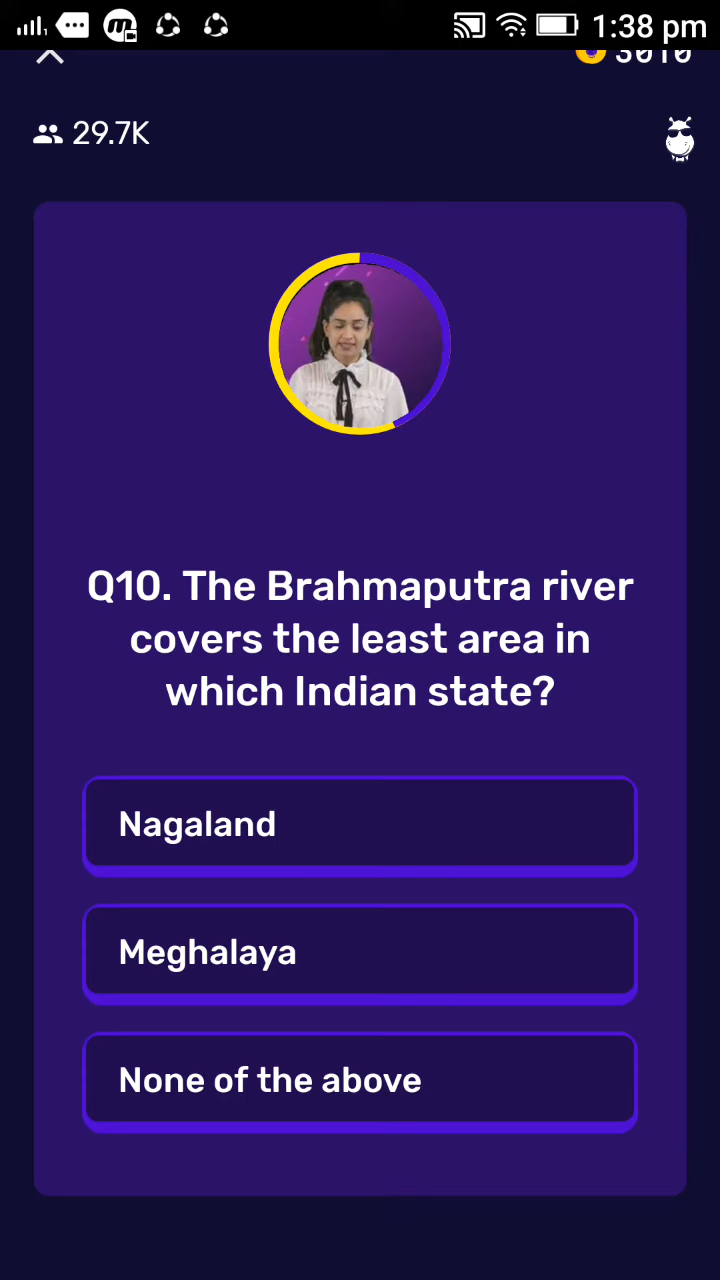 1:38 pm
3010
29.7K
Q10. The Brahmaputra river
covers the least area in
which Indian state?
Nagaland
Meghalaya
None of the above